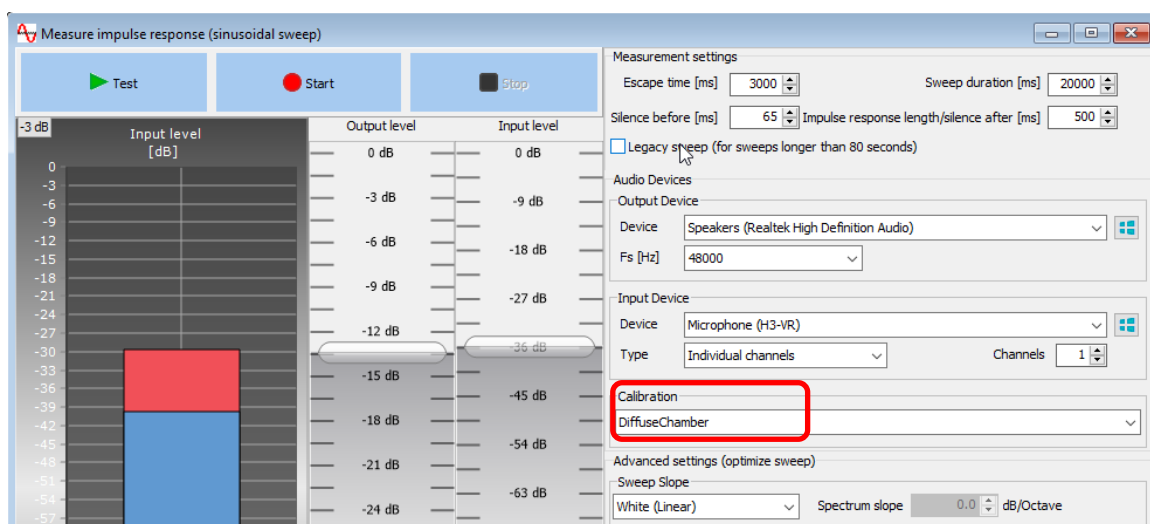 Measure impulse response (sinusoidal sweep)
Test
Start
Stop
-3 dB
Input level
[dB]
0
-3
-6
-9
-12
-15
-18
-21
-24
-27
-30
-33
-36
-39
-42
-45
-48
-51
-54
-57
Output level
0 dB
-3 dB
-6 dB
-9 dB
-12 dB
-15 dB
-18 dB
-21 dB
-24 dB
Input level
0 dB
-9 dB
-18 dB
-27 dB
-36 dB
-45 dB
-54 dB
-63 dB
Measurement settings
Escape time [ms] 3000 Sweep duration [ms] 20000
Silence before [ms] 65 Impulse response length/silence after [ms] 500
Legacy sweep (for sweeps longer than 80 seconds)
Audio Devices
Output Device
Device Speakers (Realtek High Definition Audio)
Fs [Hz] 48000
Input Device
Device Microphone (H3-VR)
Type Individual channels Channels 1
Calibration
DiffuseChamber
Advanced settings (optimize sweep)
Sweep Slope
White (Linear) Spectrum slope 0.0 dB/Octave